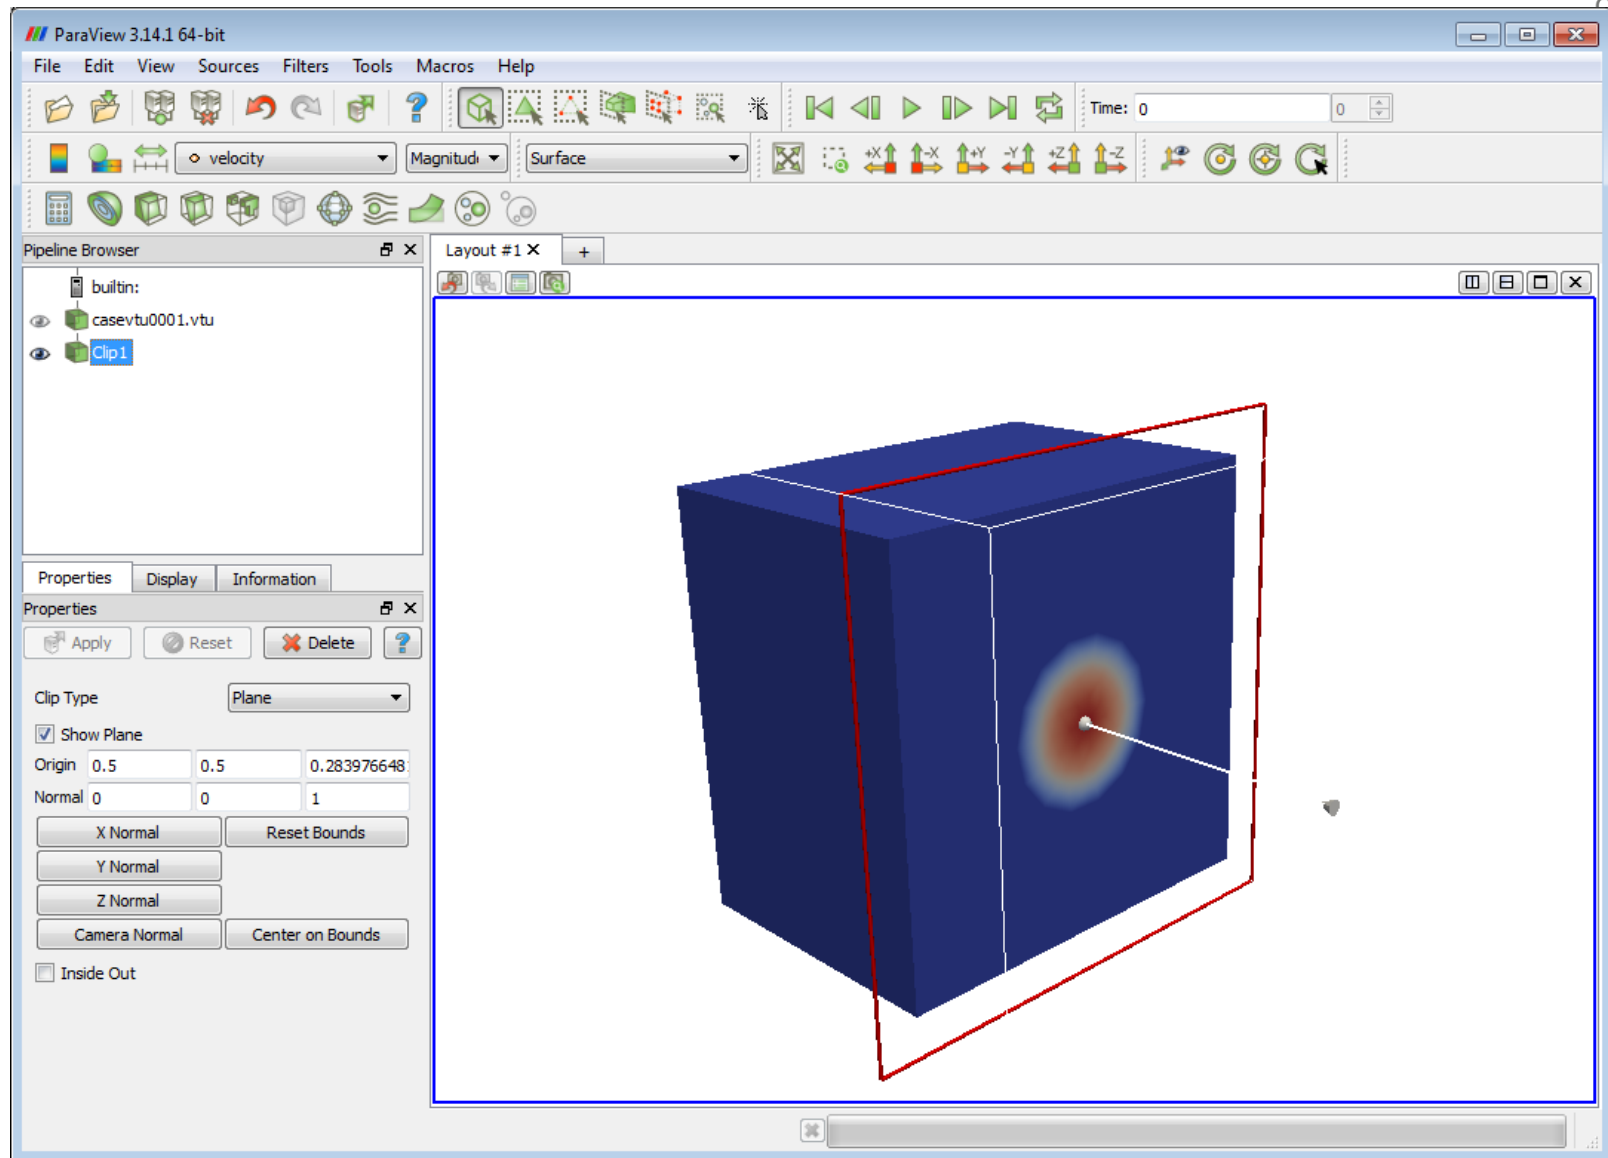 ParaView 3.14.1 64-bit
File Edit View Sources Filters Tools Macros Help
Time: 0 0
velocity Magnitud Surface +X -X +Y -Y +Z -Z
Pipeline Browser
Layout #1 X +
builtin:
casevtu0001.vtu
Clip1
Properties Display Information
Properties
Apply Reset Delete ?
Clip Type Plane
Show Plane
Origin 0.5 0.5 0.283976648
Normal 0 0 1
X Normal Reset Bounds
Y Normal
Z Normal
Camera Normal Center on Bounds
Inside Out